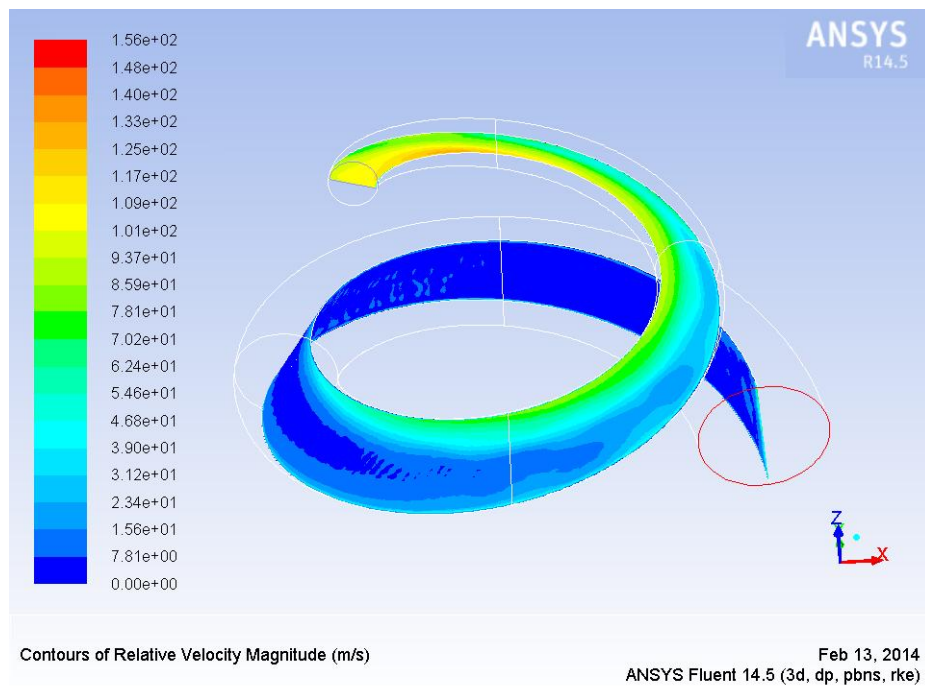 ANSYS
R14.5
1.56e+02
1.48e+02
1.40e+02
1.33e+02
1.25e+02
1.17e+02
1.09e+02
1.01e+02
9.37e+01
8.59e+01
7.81e+01
7.02e+01
6.24e+01
5.46e+01
4.68e+01
3.90e+01
3.12e+01
2.34e+01
1.56e+01
7.81e+00
0.00e+00
Z
X
Contours of Relative Velocity Magnitude (m/s)
Feb 13, 2014
ANSYS Fluent 14.5 (3d, dp, pbns, rke)